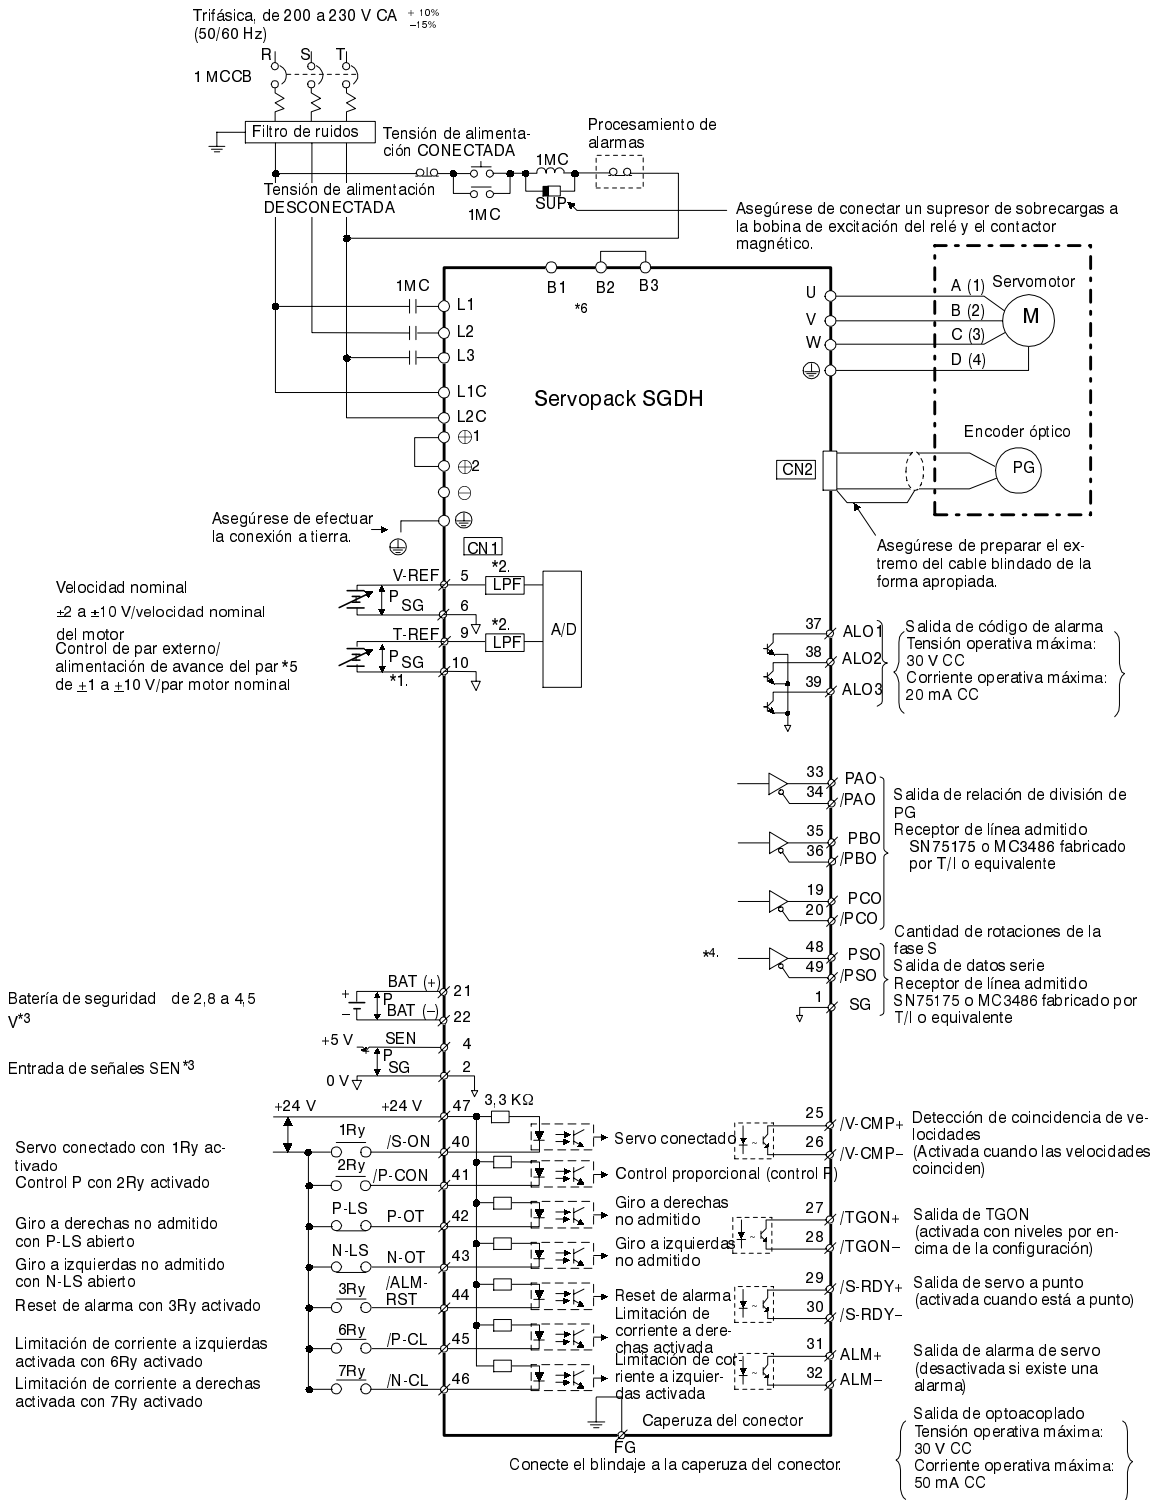 Trifásica, de 200 a 230 V CA + 10%
–15%
(50/60 Hz)
R S T
1 MCCB
Filtro de ruidos
Tensión de alimenta-
ción CONECTADA
Procesamiento de
alarmas
1MC
Tensión de alimentación
DESCONECTADA
1MC
SUP
Asegúrese de conectar un supresor de sobrecargas a
la bobina de excitación del relé y el contactor
magnético.
B1 B2 B3
*6
1MC
L1
L2
L3
L1C
L2C
1
2
Servopack SGDH
U
V
W
A (1)
B (2)
C (3)
D (4)
Servomotor
M
Encoder óptico
CN2
PG
Asegúrese de preparar el ex-
tremo del cable blindado de la
forma apropiada.
Asegúrese de efectuar
la conexión a tierra.
CN1
Velocidad nominal
±2 a ±10 V/velocidad nominal
del motor
Control de par externo/
alimentación de avance del par *5
de ±1 a ±10 V/par motor nominal
V-REF 5 *2. LPF
P
SG 6
T-REF 9 *2. LPF
P
SG 10
*1.
A/D
37 ALO1
38 ALO2
39 ALO3
Salida de código de alarma
Tensión operativa máxima:
30 V CC
Corriente operativa máxima:
20 mA CC
33 PAO
34 /PAO
35 PBO
36 /PBO
19 PCO
20 /PCO
Salida de relación de división de
PG
Receptor de línea admitido
SN75175 o MC3486 fabricado
por T/I o equivalente
*4.
48 PSO
49 /PSO
1 SG
Cantidad de rotaciones de la
fase S
Salida de datos serie
Receptor de línea admitido
SN75175 o MC3486 fabricado por
T/I o equivalente
Batería de seguridad de 2,8 a 4,5
V*3
+
–
BAT (+) 21
P
BAT (–) 22
Entrada de señales SEN*3
+5 V SEN 4
P
0 V SG 2
+24 V +24 V 47 3,3 KΩ
Servo conectado con 1Ry ac-
tivado
1Ry /S-ON 40 Servo conectado
Control P con 2Ry activado
2Ry /P-CON 41 Control proporcional (control P)
Giro a derechas no admitido
con P-LS abierto
P-LS P-OT 42
Giro a derechas
no admitido
Giro a izquierdas no admitido
con N-LS abierto
N-LS N-OT 43
Giro a izquierdas
no admitido
Reset de alarma con 3Ry activado
3Ry /ALM-
RST 44 Reset de alarma
Limitación de corriente a izquierdas
activada con 6Ry activado
6Ry /P-CL 45
Limitación de
corriente a dere-
chas activada
Limitación de corriente a derechas
activada con 7Ry activado
7Ry /N-CL 46
Limitación de cor-
riente a izquier-
das activada
25 /V-CMP+
26 /V-CMP–
Detección de coincidencia de ve-
locidades
(Activada cuando las velocidades
coinciden)
27 /TGON+
28 /TGON–
Salida de TGON
(activada con niveles por en-
cima de la configuración)
29 /S-RDY+
30 /S-RDY–
Salida de servo a punto
(activada cuando está a punto)
31 ALM+
32 ALM–
Salida de alarma de servo
(desactivada si existe una
alarma)
Caperuza del conector
FG
Conecte el blindaje a la caperuza del conector.
Salida de optoacoplado
Tensión operativa máxima:
30 V CC
Corriente operativa máxima:
50 mA CC